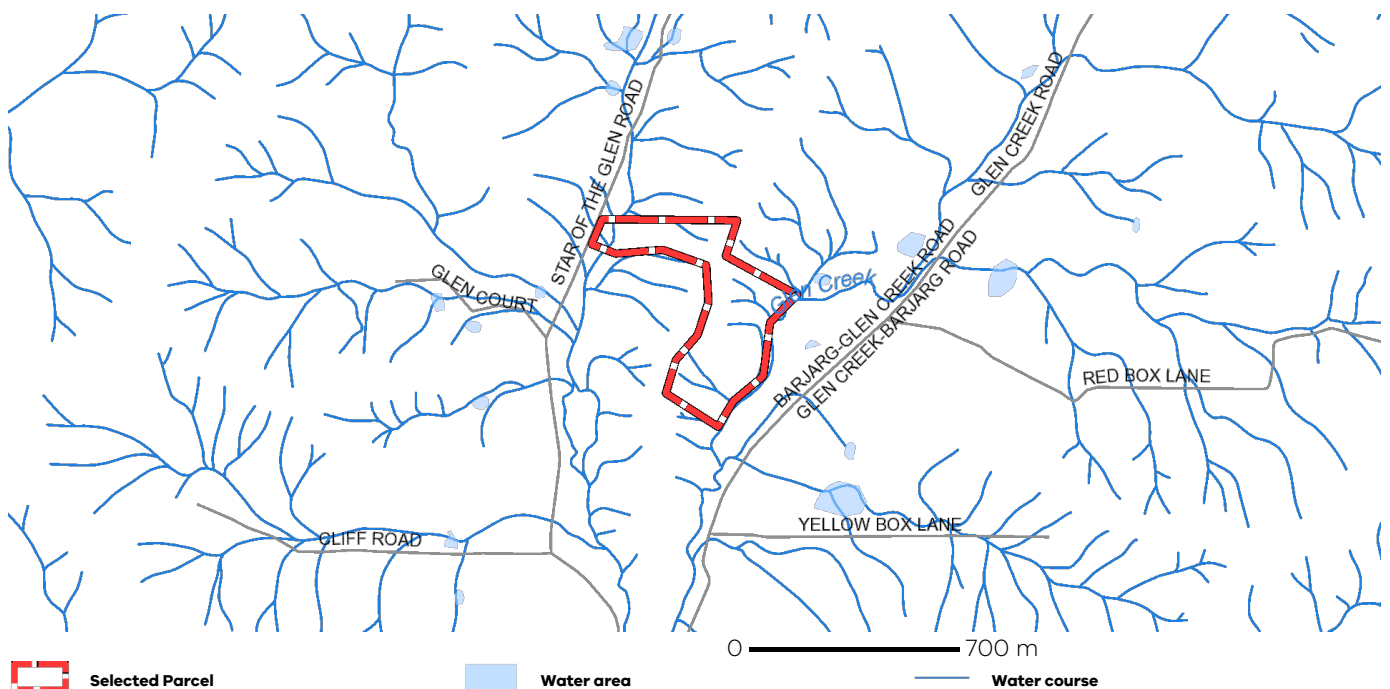 STAR OF THE GLEN ROAD
GLEN CREEK ROAD
GLEN COURT
Glen Creek
BARJARG-GLEN CREEK ROAD
GLEN CREEK-BARJARG ROAD
RED BOX LANE
YELLOW BOX LANE
CLIFF ROAD
0 700 m
Selected Parcel
Water area
Water course